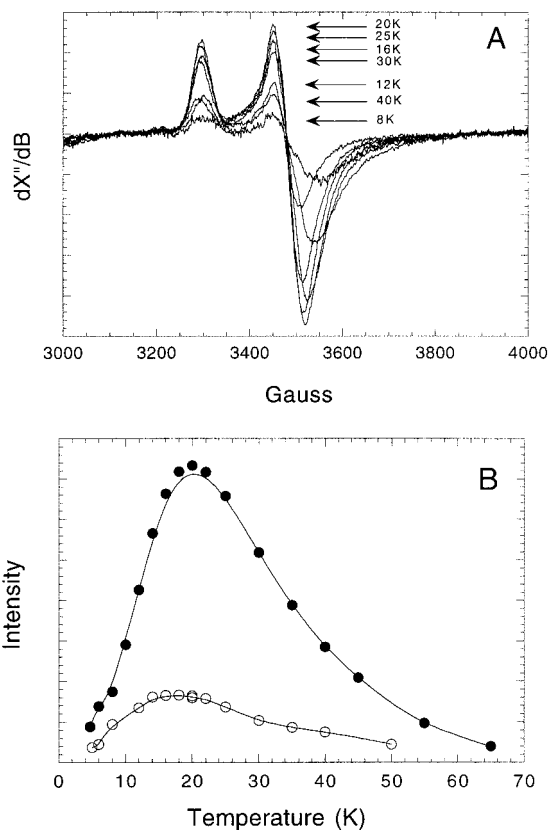 20K
25K
16K
30K
12K
40K
8K
A
dX"/dB
3000 3200 3400 3600 3800 4000
Gauss
B
Intensity
0 10 20 30 40 50 60 70
Temperature (K)